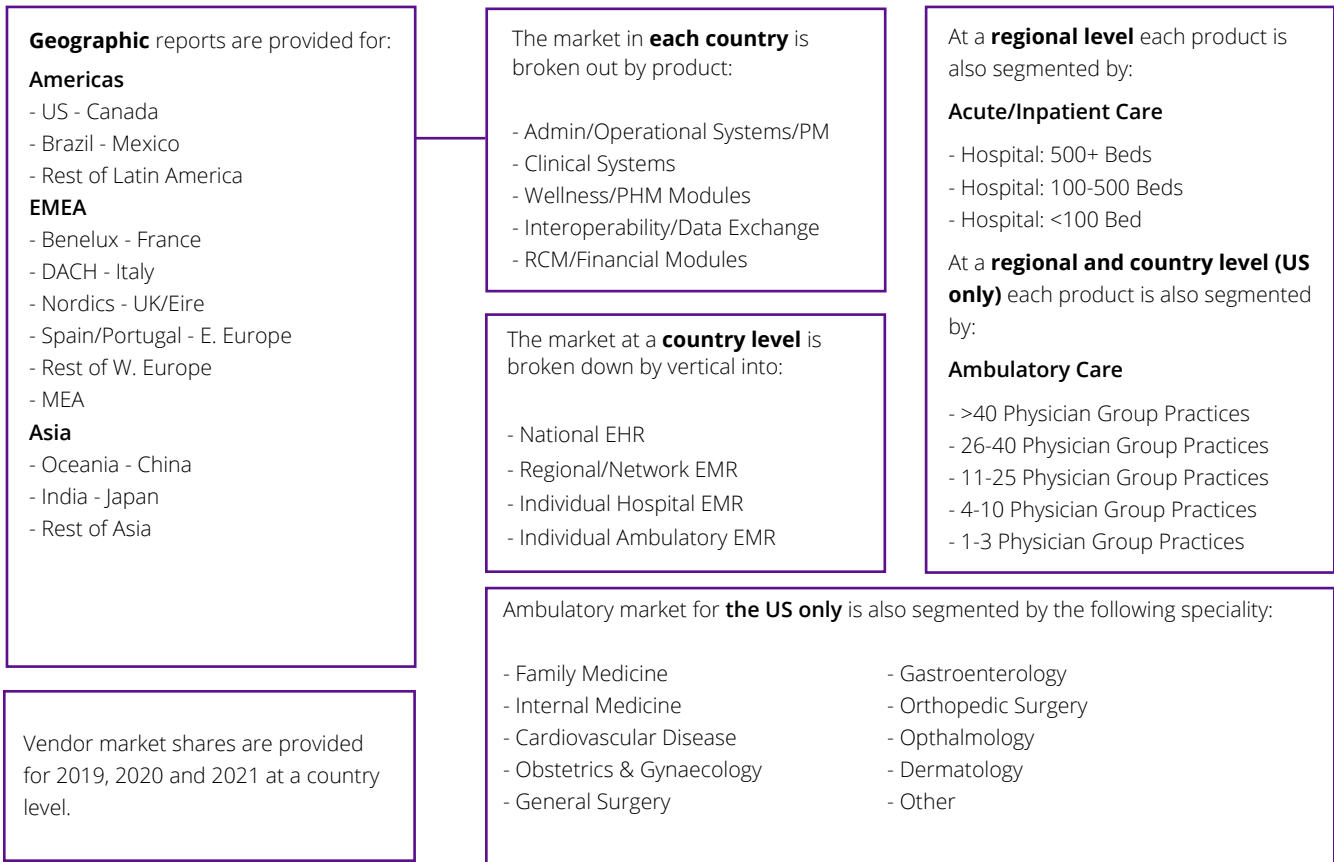 Geographic reports are provided for:
Americas
- US - Canada
- Brazil - Mexico
- Rest of Latin America
EMEA
- Benelux - France
- DACH - Italy
- Nordics - UK/Eire
- Spain/Portugal - E. Europe
- Rest of W. Europe
- MEA
Asia
- Oceania - China
- India - Japan
- Rest of Asia
Vendor market shares are provided
for 2019, 2020 and 2021 at a country
level.
The market in each country is
broken out by product:
- Admin/Operational Systems/PM
- Clinical Systems
- Wellness/PHM Modules
- Interoperability/Data Exchange
- RCM/Financial Modules
The market at a country level is
broken down by vertical into:
- National EHR
- Regional/Network EMR
- Individual Hospital EMR
- Individual Ambulatory EMR
At a regional level each product is
also segmented by:
Acute/Inpatient Care
- Hospital: 500+ Beds
- Hospital: 100-500 Beds
- Hospital: <100 Bed
At a regional and country level (US
only) each product is also segmented
by:
Ambulatory Care
- >40 Physician Group Practices
- 26-40 Physician Group Practices
- 11-25 Physician Group Practices
- 4-10 Physician Group Practices
- 1-3 Physician Group Practices
Ambulatory market for the US only is also segmented by the following speciality:
- Family Medicine
- Internal Medicine
- Cardiovascular Disease
- Obstetrics & Gynaecology
- General Surgery
- Gastroenterology
- Orthopedic Surgery
- Opthalmology
- Dermatology
- Other